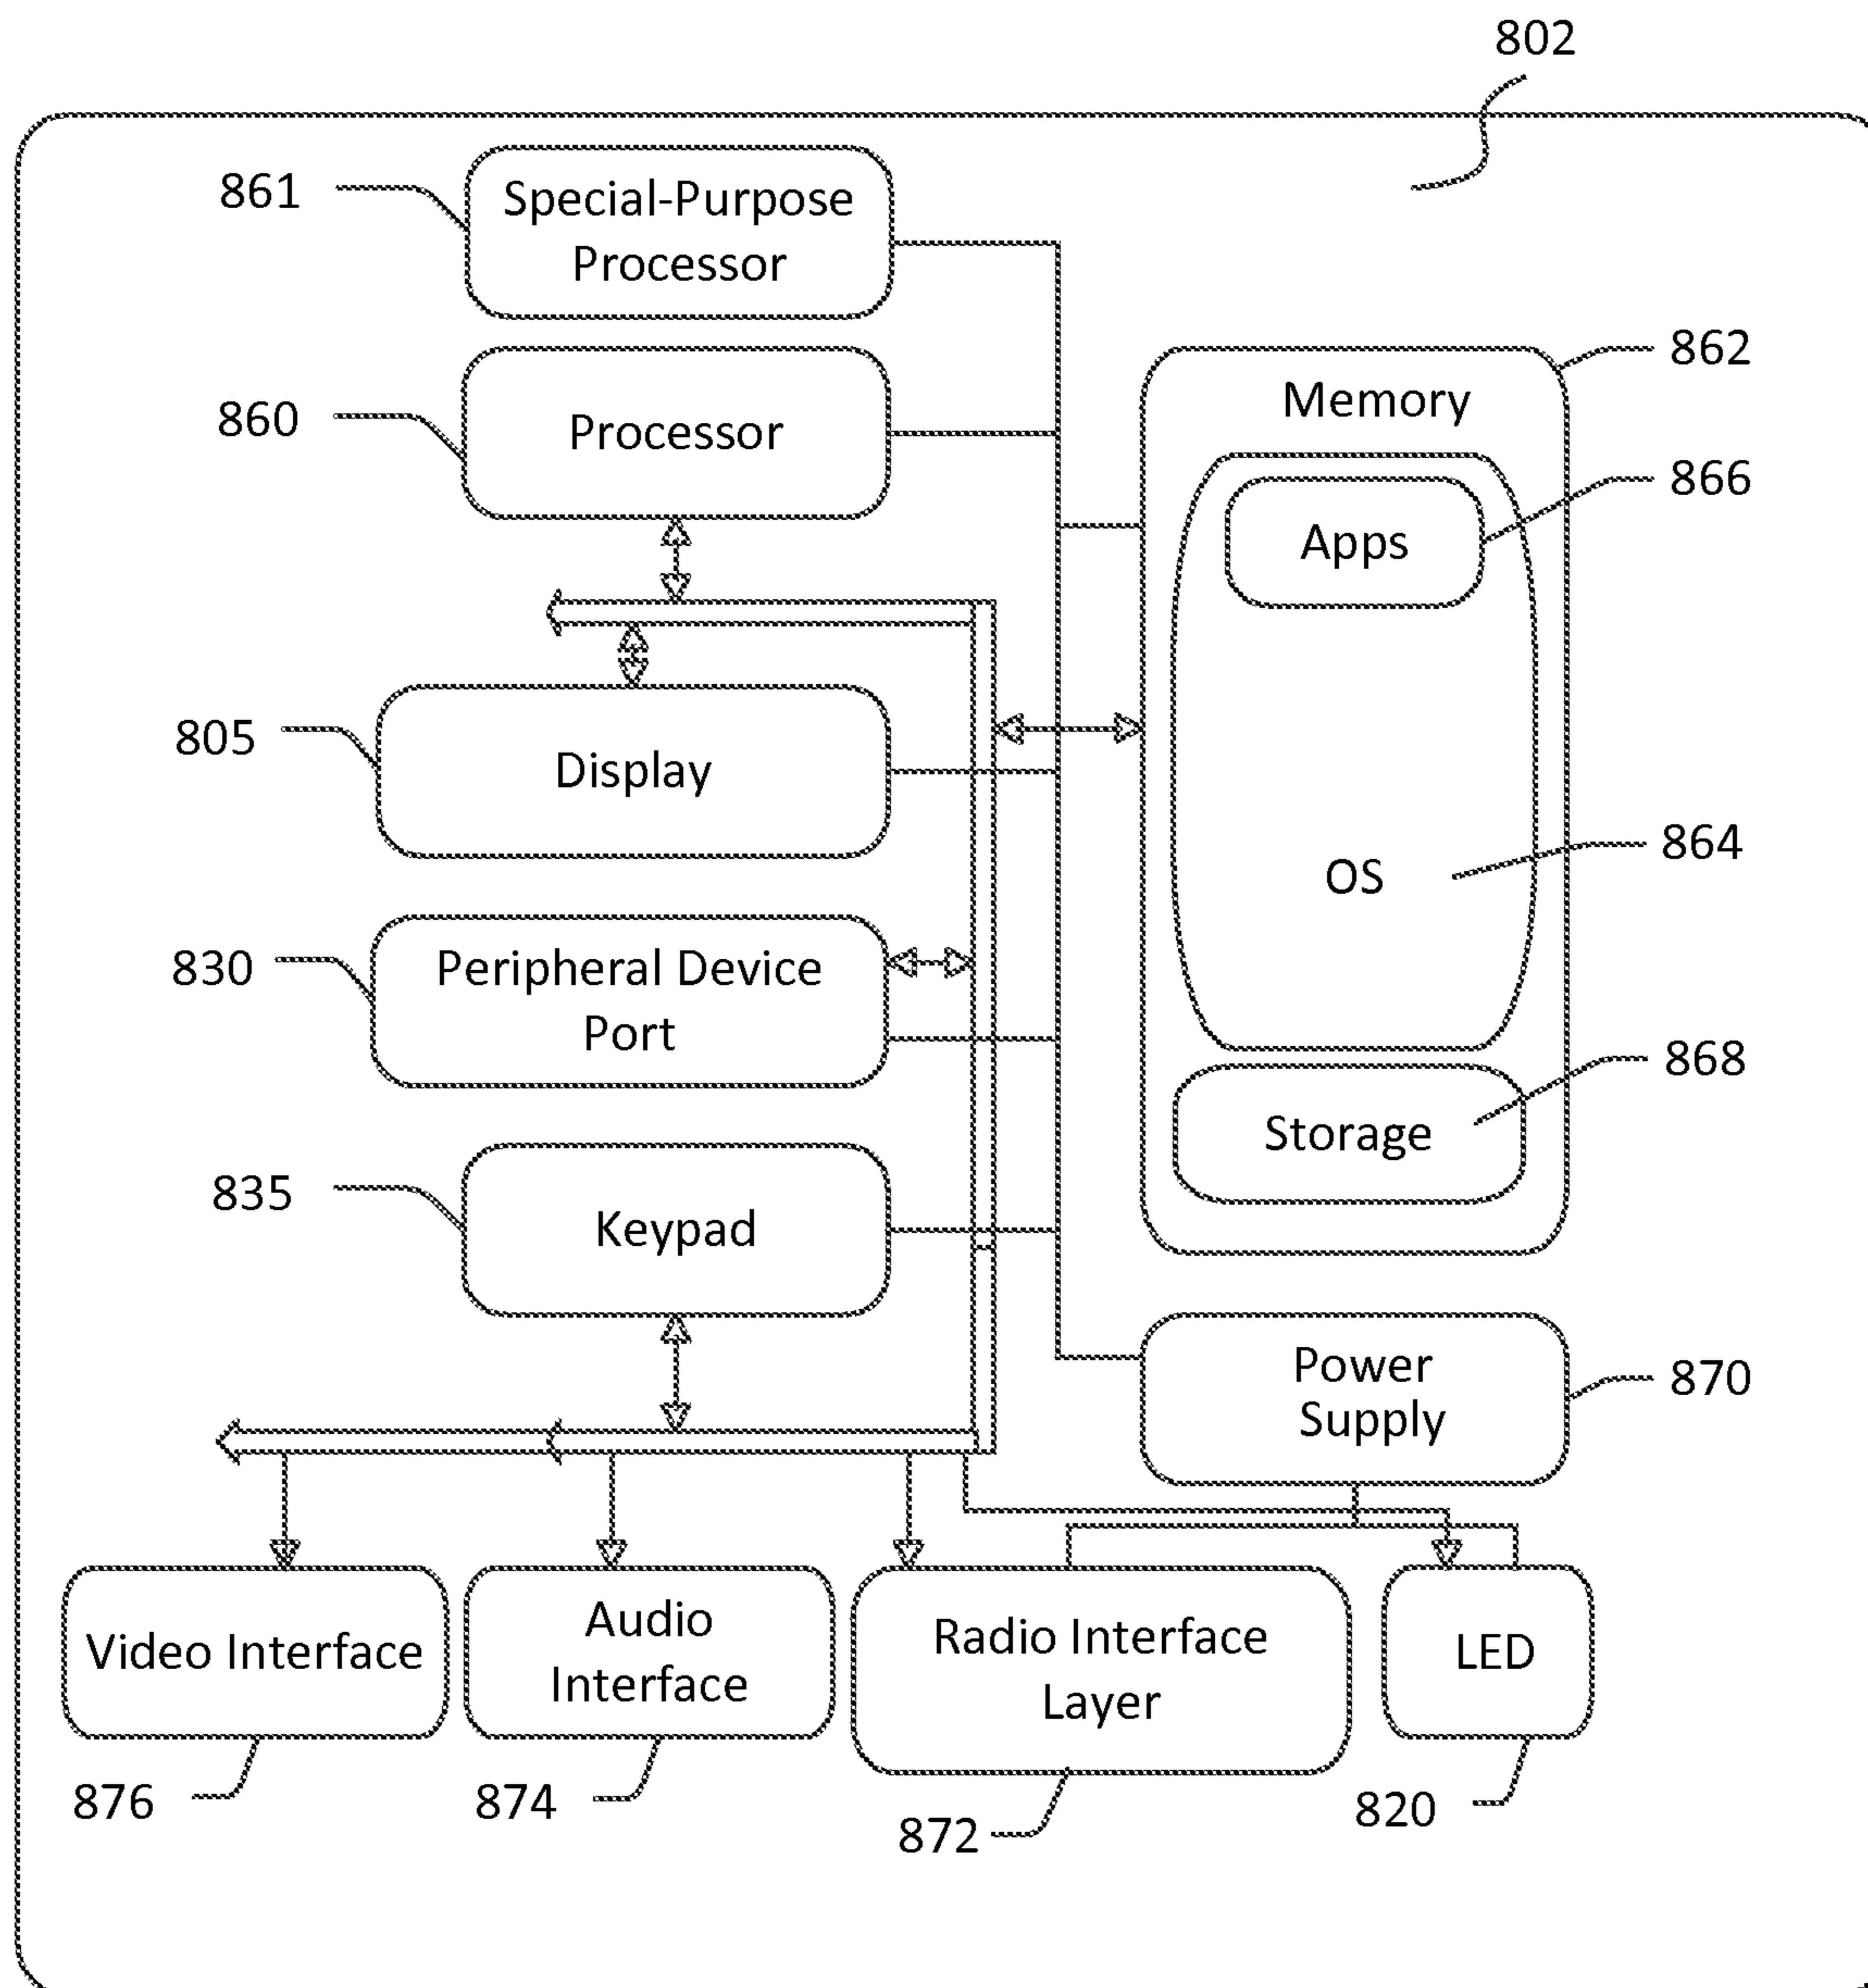 802
861
Special-Purpose
Processor
862
Memory
860
Processor
866
Apps
805
Display
864
OS
830
Peripheral Device
Port
868
Storage
835
Keypad
870
Power
Supply
Video Interface
Audio
Interface
Radio Interface
Layer
LED
876
874
872
820